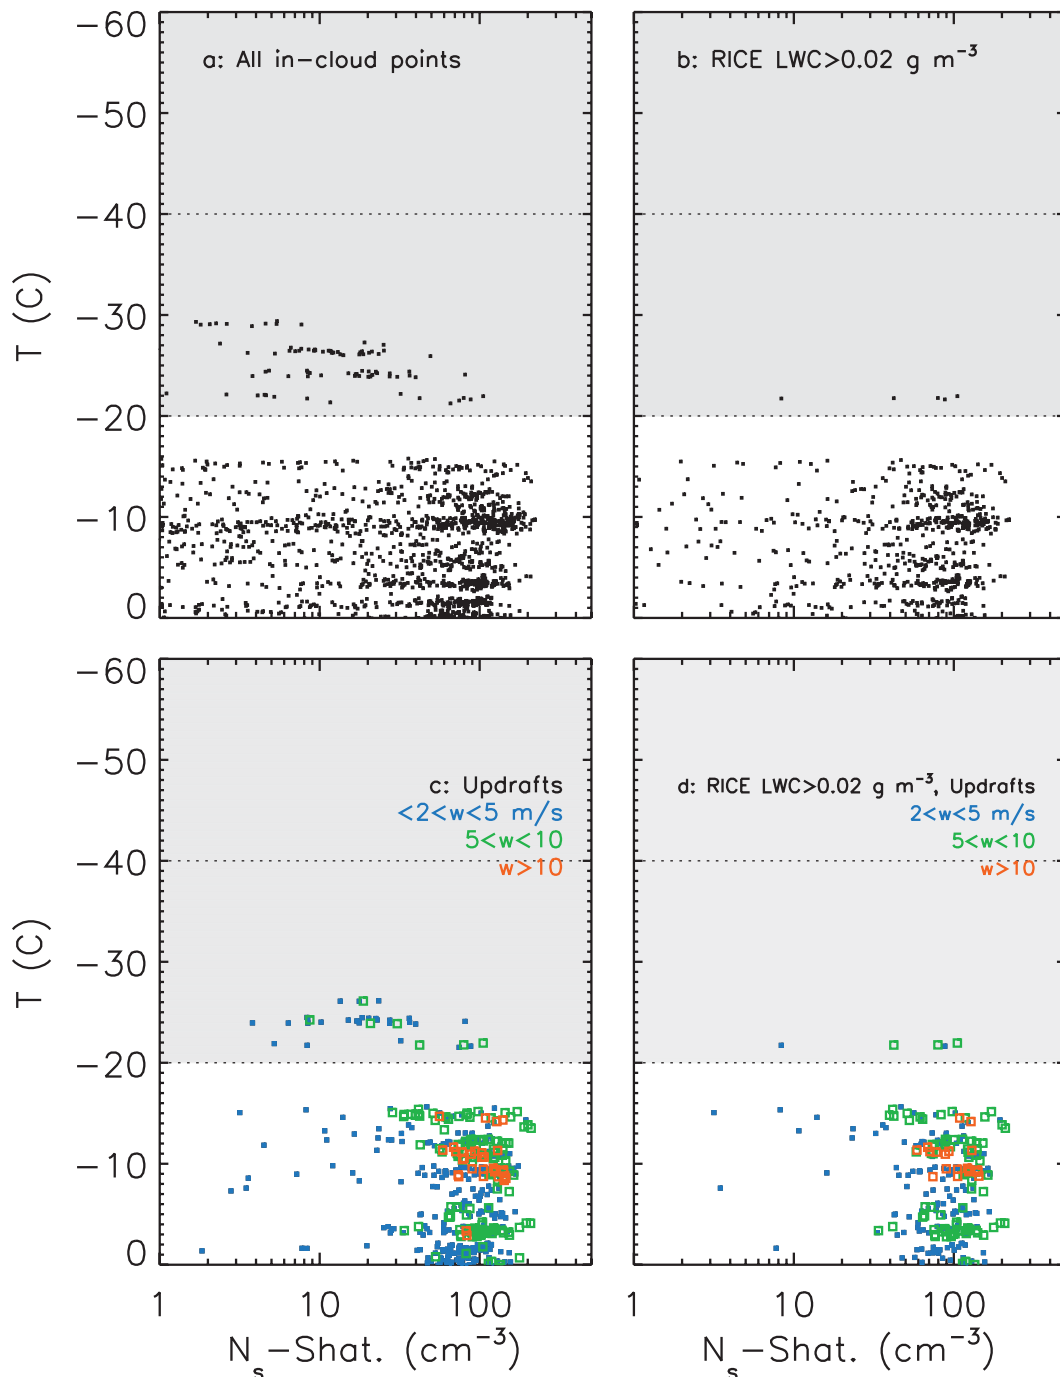 −60
−50
−40
−30
−20
−10
0
T (C)
a: All in−cloud points
b: RICE LWC>0.02 g m−3
−60
−50
−40
−30
−20
−10
0
T (C)
c: Updrafts
<2<w<5 m/s
5<w<10
w>10
d: RICE LWC>0.02 g m−3, Updrafts
2<w<5 m/s
5<w<10
w>10
1 10 100
1 10 100
Ns−Shat. (cm−3)
Ns−Shat. (cm−3)